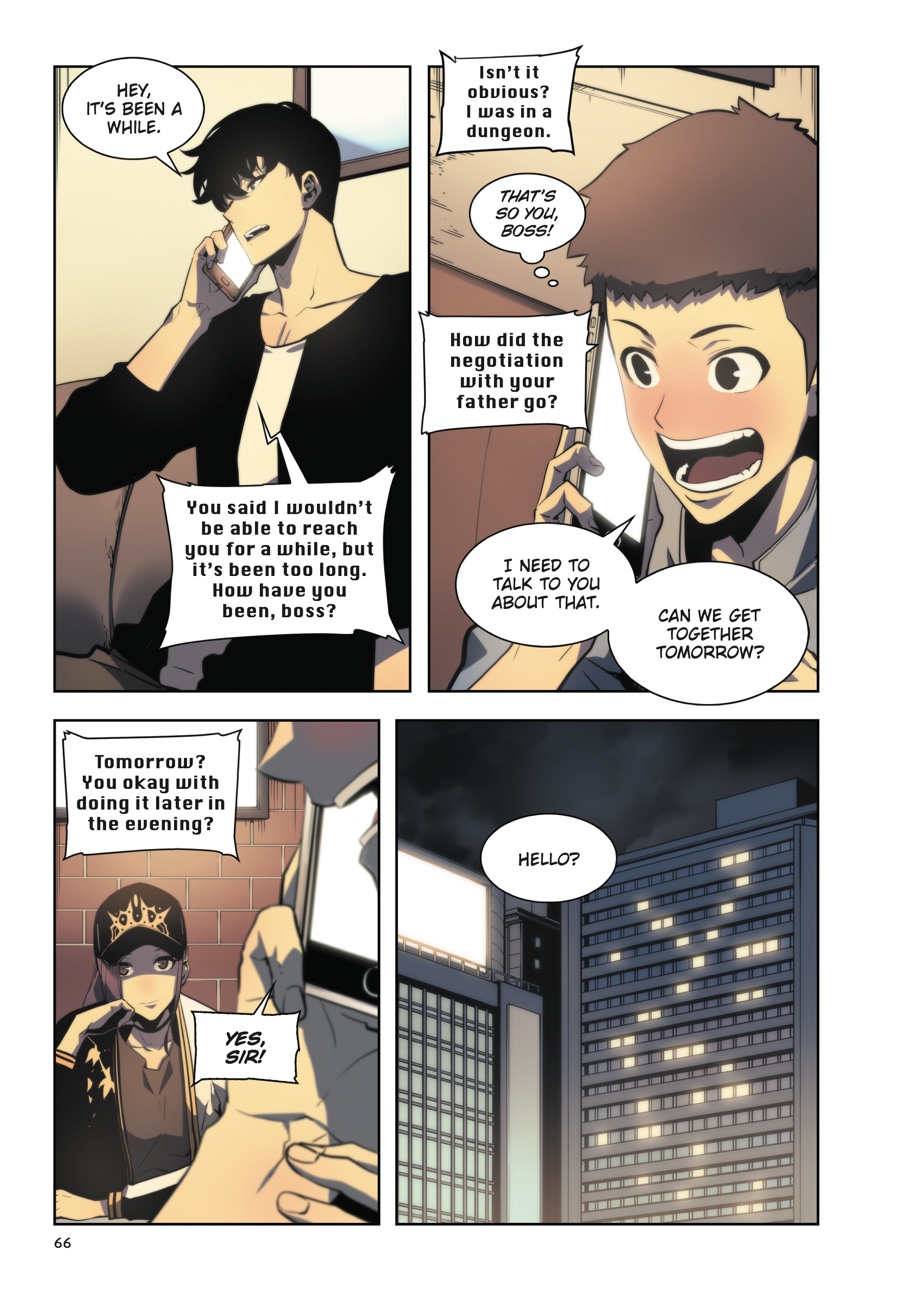 HEY,
IT'S BEEN A
WHILE.
You said I wouldn't
be able to reach
you for a while, but
it's been too long.
How have you
been, boss?
Isn't it
obvious?
I was in a
dungeon.
THAT'S
SO YOU,
BOSS!
How did the
negotiation
with your
father go?
I NEED TO
TALK TO YOU
ABOUT THAT.
CAN WE GET
TOGETHER
TOMORROW?
Tomorrow?
You okay with
doing it later in
the evening?
YES,
SIR!
HELLO?
66